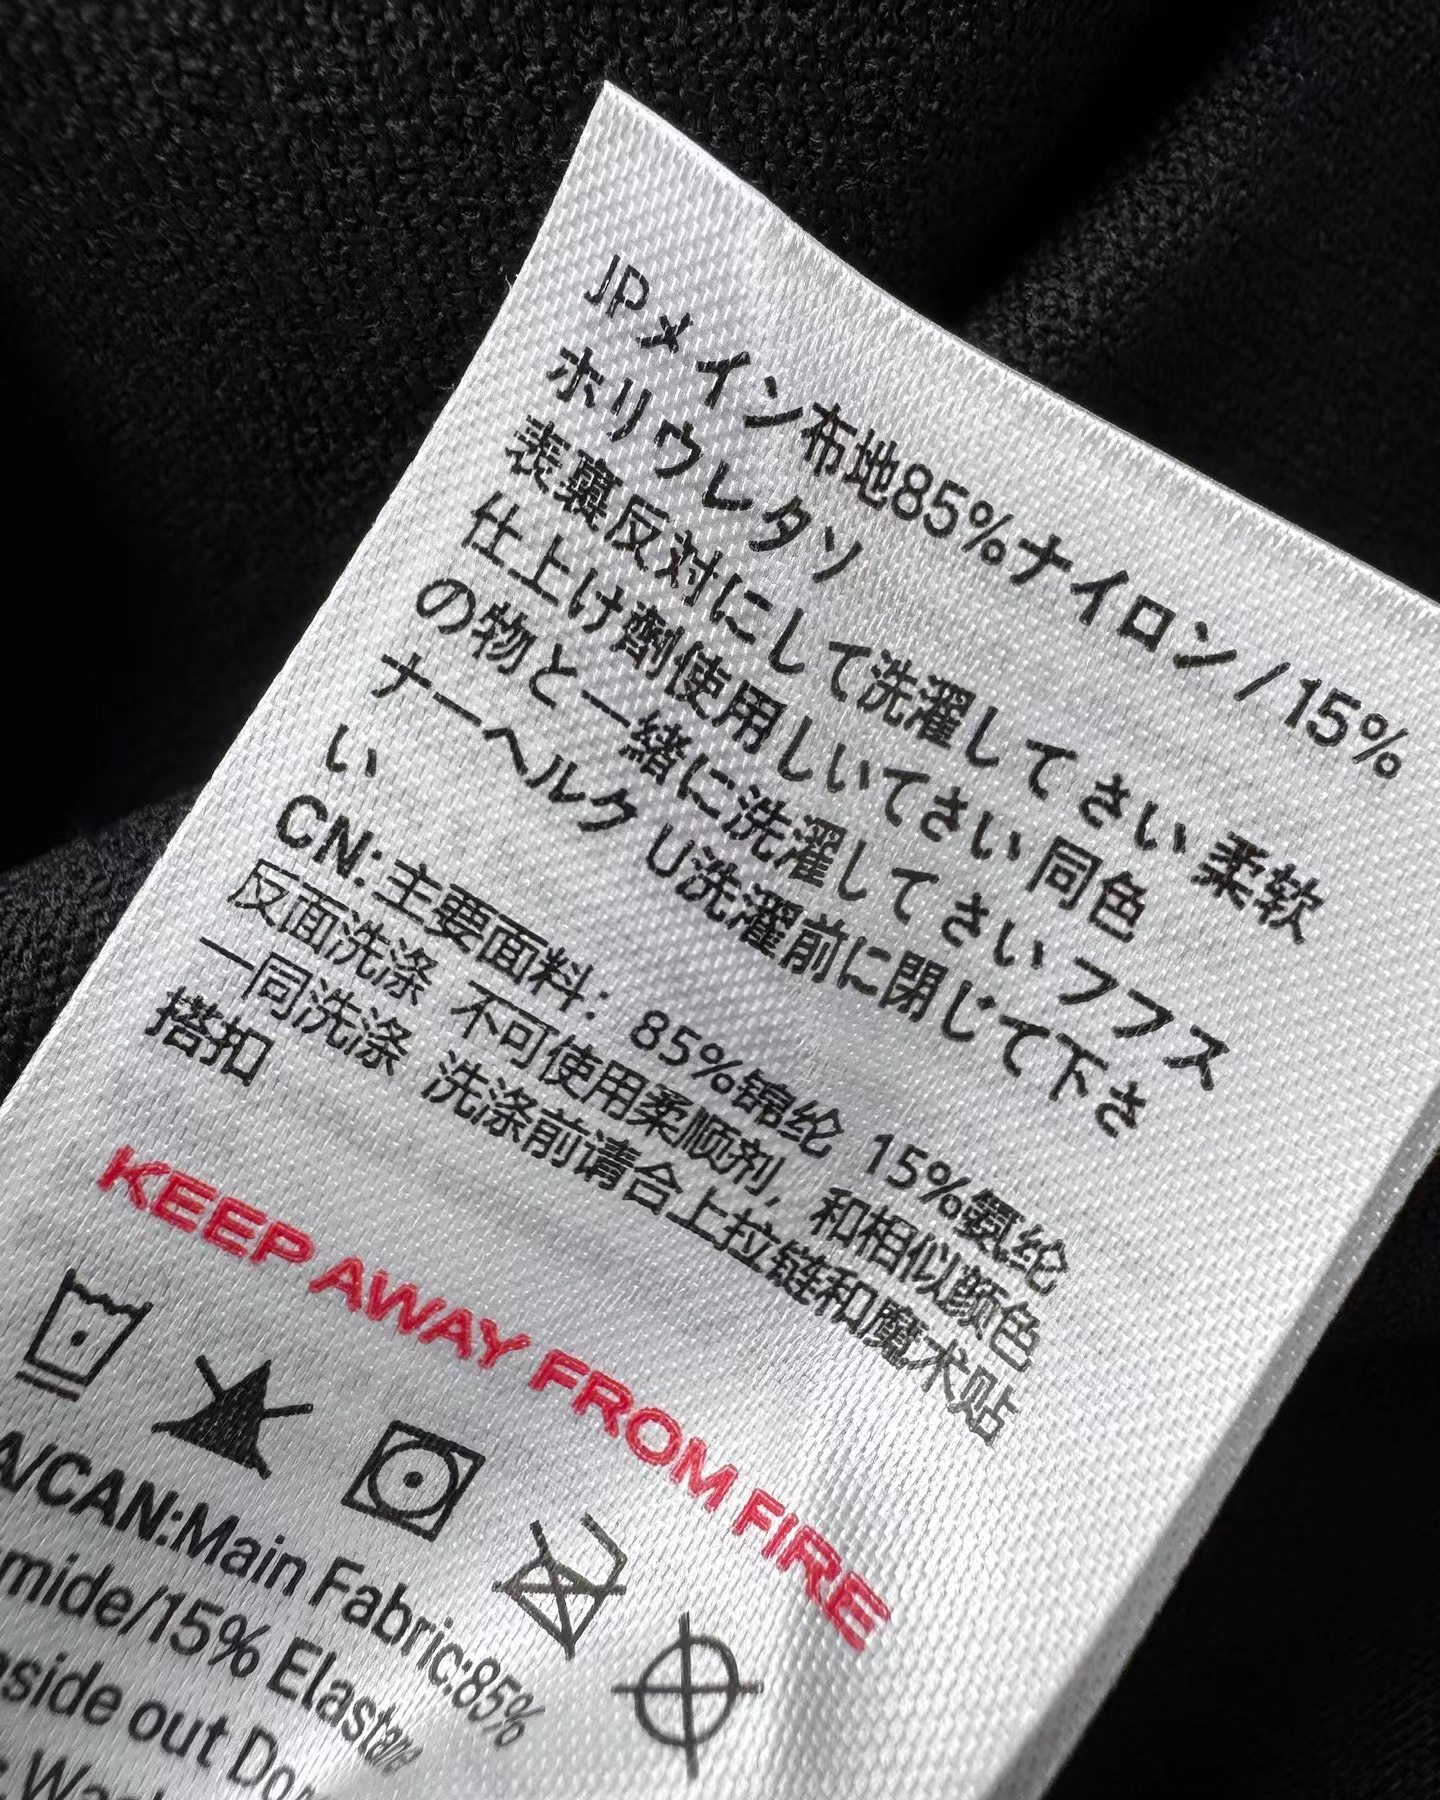 JPメイン布地85%ナイロン/15%
ホリウレタソ
表裏反対にして洗濯してさい 柔软
仕上け劑使用しいてさい 同色
の物と一緒に洗濯してさい フフス
ナーヘルク U洗濯前に閉じて下さ
い
CN:主要面料：85%锦纶 15%氨纶
反面洗涤 不可使用柔顺剂, 和相似颜色
一同洗涤 洗涤前请合上拉链和魔术贴
搭扣
KEEP AWAY FROM FIRE
A/CAN:Main Fabric:85%
mide/15% Elastane
side out Do
Was